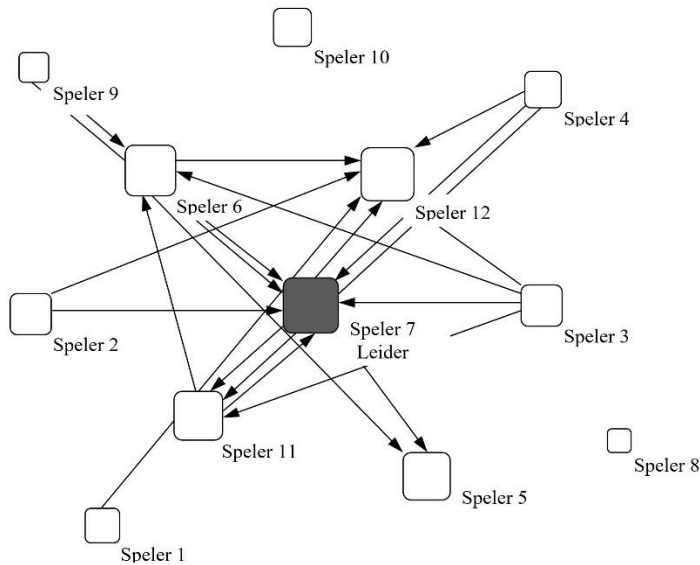 Speler 10
Speler 9
Speler 4
Speler 6
Speler 12
Speler 7
Leider
Speler 3
Speler 2
Speler 11
Speler 8
Speler 5
Speler 1